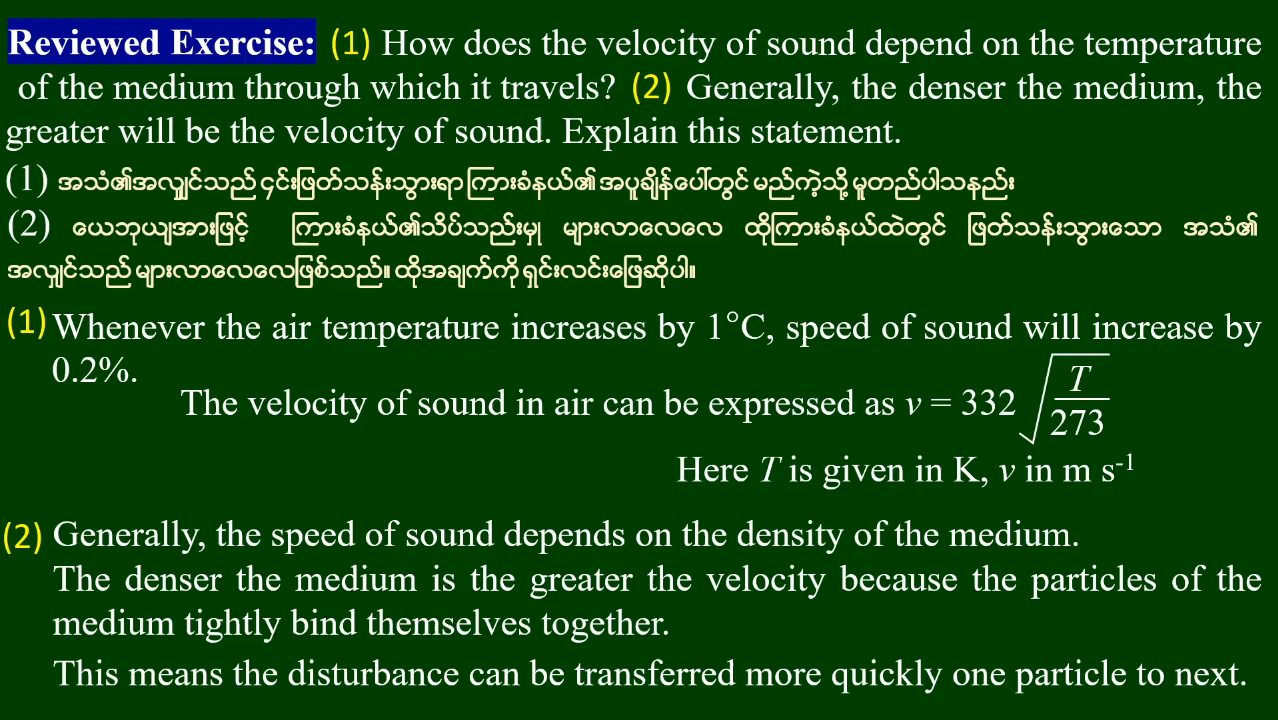 Reviewed Exercise: (1) How does the velocity of sound depend on the temperature
of the medium through which it travels? (2) Generally, the denser the medium, the
greater will be the velocity of sound. Explain this statement.
(1) အသံ၏အလျှင်သည် ၄င်းဖြတ်သန်းသွားရာ ကြားခံနယ်၏ အပူချိန်ပေါ်တွင် မည်ကဲ့သို့ မူတည်ပါသနည်း
(2) ယေဘုယျအားဖြင့် ကြားခံနယ်၏သိပ်သည်းမှု များလာလေလေ ထိုကြားခံနယ်ထဲတွင် ဖြတ်သန်းသွားသော အသံ၏
အလျှင်သည် များလာလေလေဖြစ်သည်။ ထိုအချက်ကို ရှင်းလင်းဖြေဆိုပါ။
(1) Whenever the air temperature increases by 1°C, speed of sound will increase by
0.2%.
The velocity of sound in air can be expressed as v = 332 √(T/273)
Here T is given in K, v in m s⁻¹
(2) Generally, the speed of sound depends on the density of the medium.
The denser the medium is the greater the velocity because the particles of the
medium tightly bind themselves together.
This means the disturbance can be transferred more quickly one particle to next.